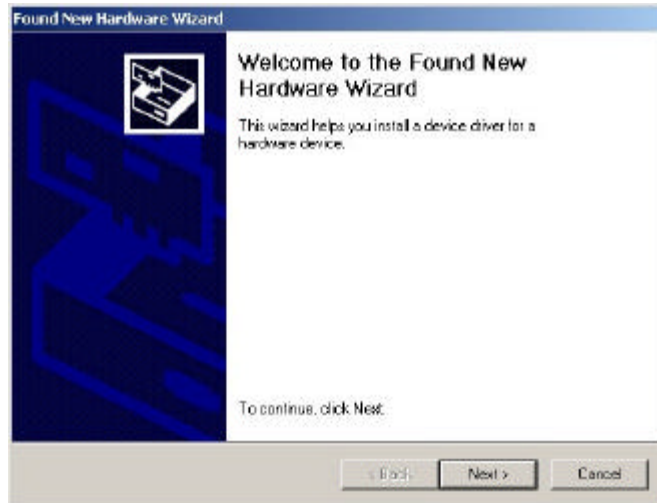 Found New Hardware Wizard
Welcome to the Found New
Hardware Wizard
This wizard helps you install a device driver for a
hardware device.
To continue, click Next.
< Back
Next >
Cancel